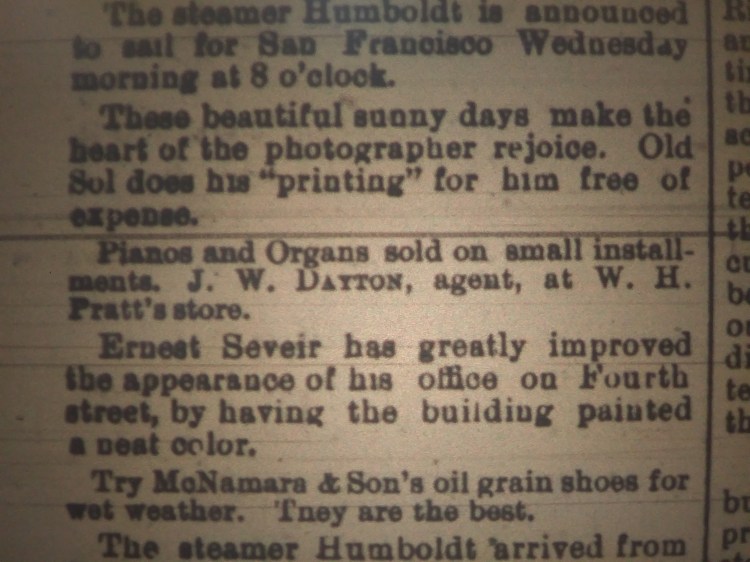 The steamer Humboldt is announced
to sail for San Francisco Wednesday
morning at 8 o'clock.
These beautiful sunny days make the
heart of the photographer rejoice. Old
Sol does his "printing" for him free of
expense.
Pianos and Organs sold on small install-
ments. J. W. DAYTON, agent, at W. H.
Pratt's store.
Ernest Seveir has greatly improved
the appearance of his office on Fourth
street, by having the building painted
a neat color.
Try McNamara & Son's oil grain shoes for
wet weather. Tney are the best.
The steamer Humboldt arrived from